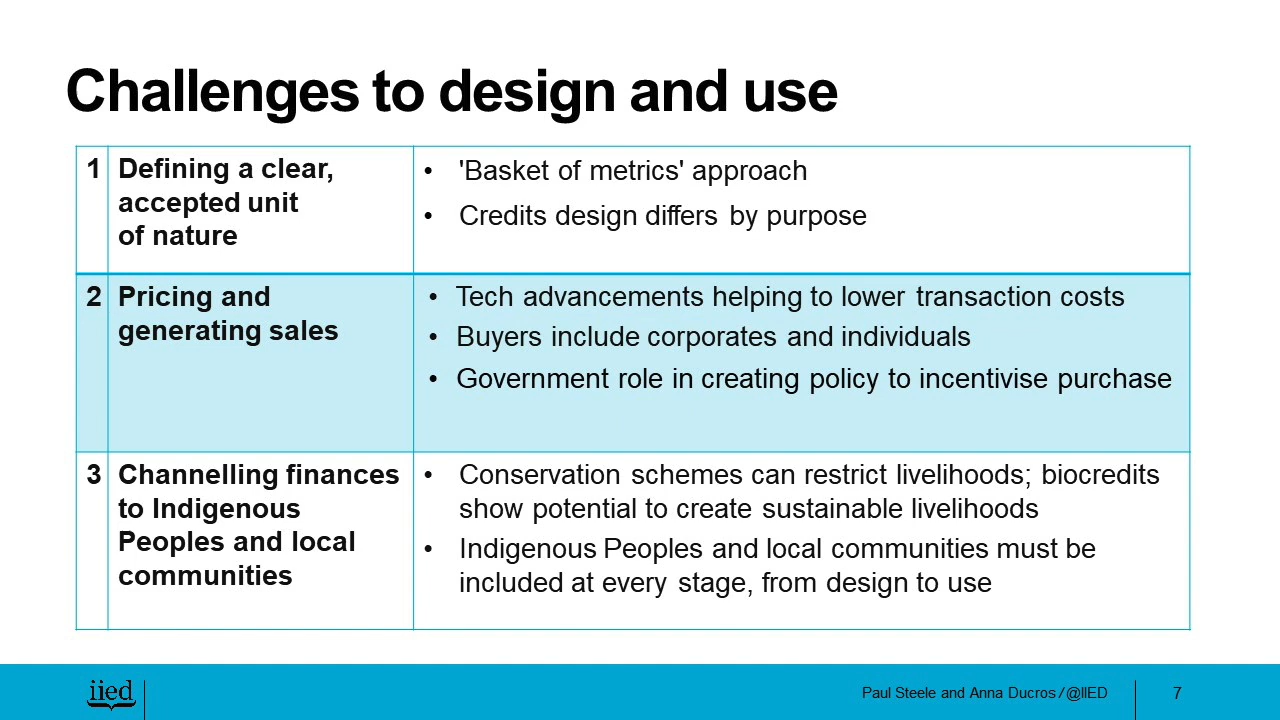 Challenges to design and use
1 Defining a clear,
accepted unit
of nature
• 'Basket of metrics' approach
• Credits design differs by purpose
2 Pricing and
generating sales
• Tech advancements helping to lower transaction costs
• Buyers include corporates and individuals
• Government role in creating policy to incentivise purchase
3 Channelling finances
to Indigenous
Peoples and local
communities
• Conservation schemes can restrict livelihoods; biocredits
show potential to create sustainable livelihoods
• Indigenous Peoples and local communities must be
included at every stage, from design to use
iied
Paul Steele and Anna Ducros / @IIED
7